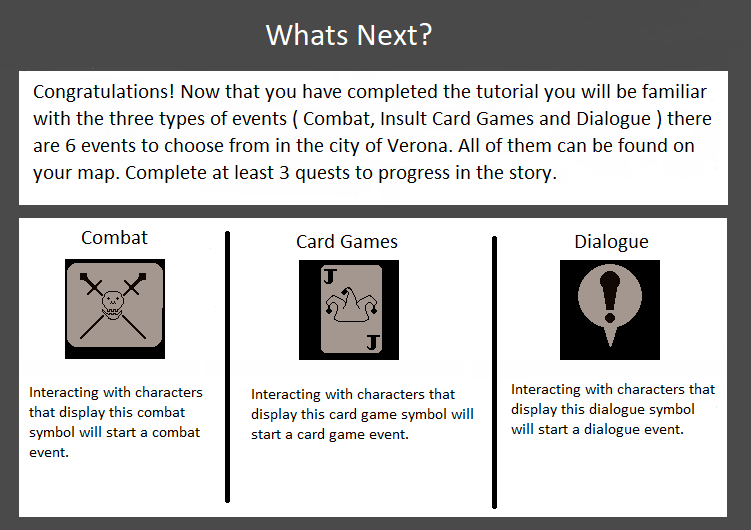 Whats Next?
Congratulations! Now that you have completed the tutorial you will be familiar
with the three types of events ( Combat, Insult Card Games and Dialogue ) there
are 6 events to choose from in the city of Verona. All of them can be found on
your map. Complete at least 3 quests to progress in the story.
Combat
Interacting with characters
that display this combat
symbol will start a combat
event.
Card Games
J
J
Interacting with characters that
display this card game symbol will
start a card game event.
Dialogue
!
Interacting with characters that
display this dialogue symbol
will start a dialogue event.